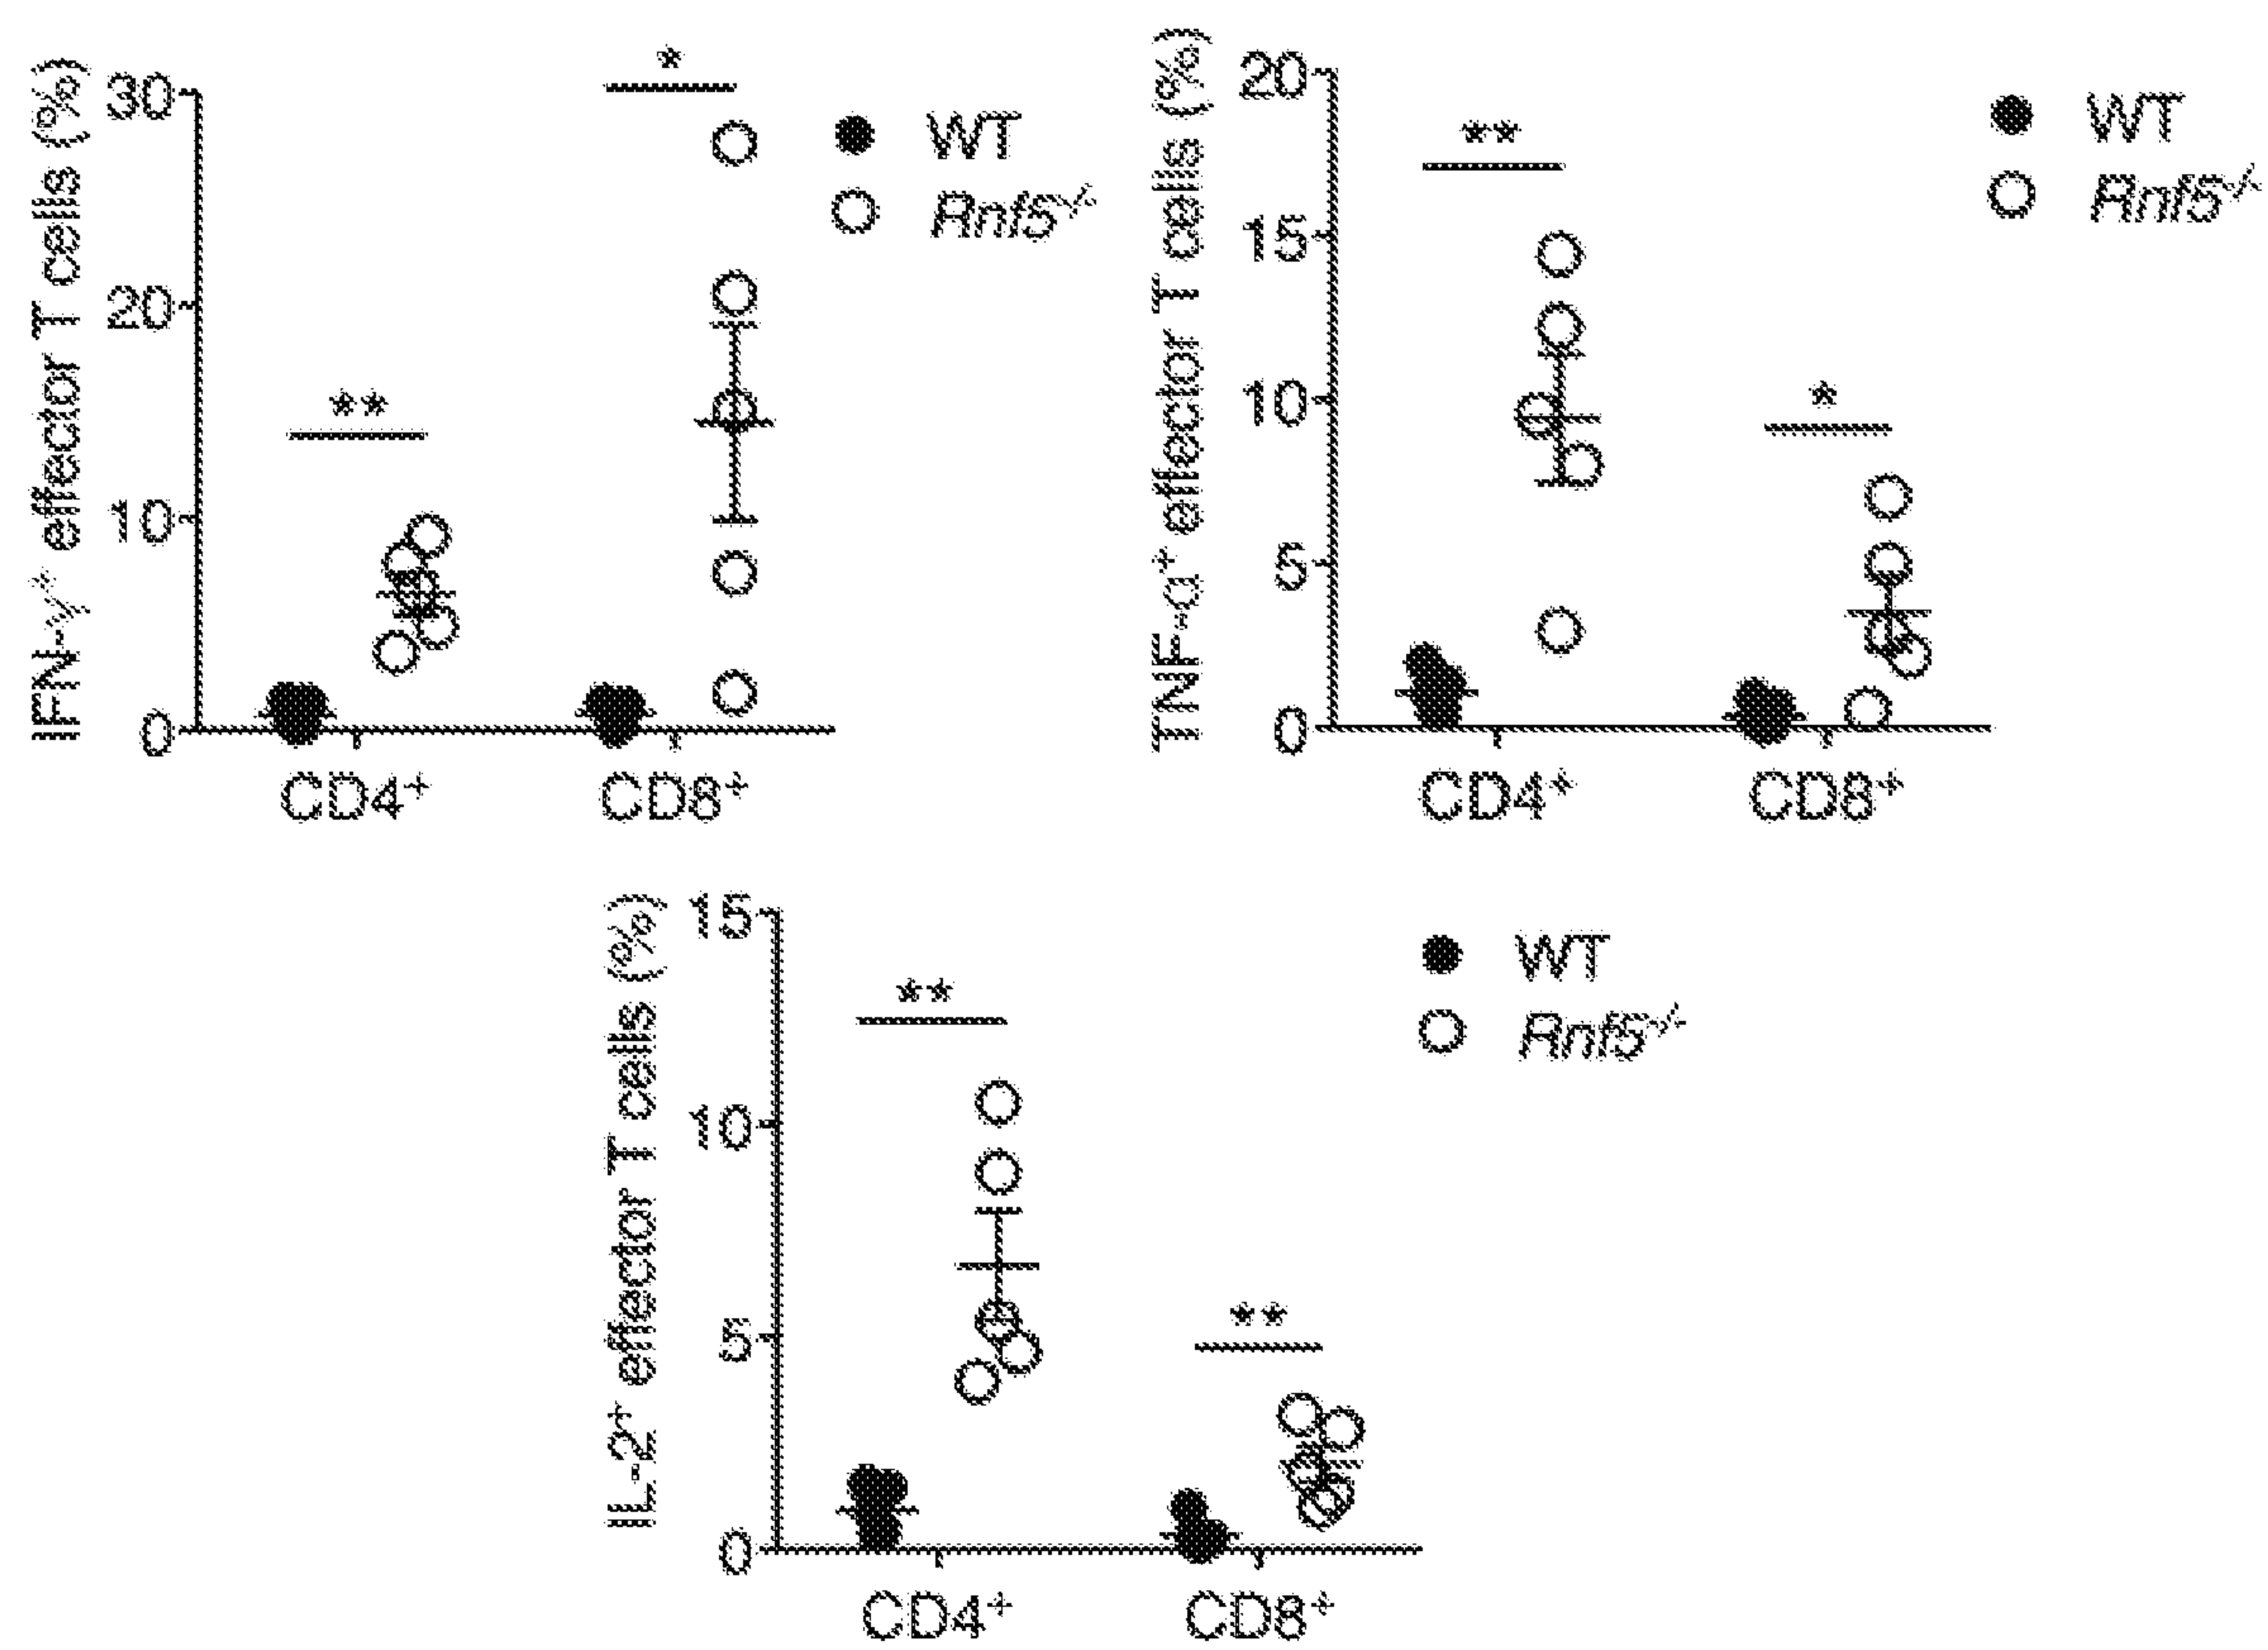 IFN-γ⁺ effector T cells (%)
30
20
10
0
**
*
CD4⁺
CD8⁺
WT
Rnf5⁻/⁻
TNF-α⁺ effector T cells (%)
20
15
10
5
0
**
*
CD4⁺
CD8⁺
WT
Rnf5⁻/⁻
IL-2⁺ effector T cells (%)
15
10
5
0
**
**
CD4⁺
CD8⁺
WT
Rnf5⁻/⁻